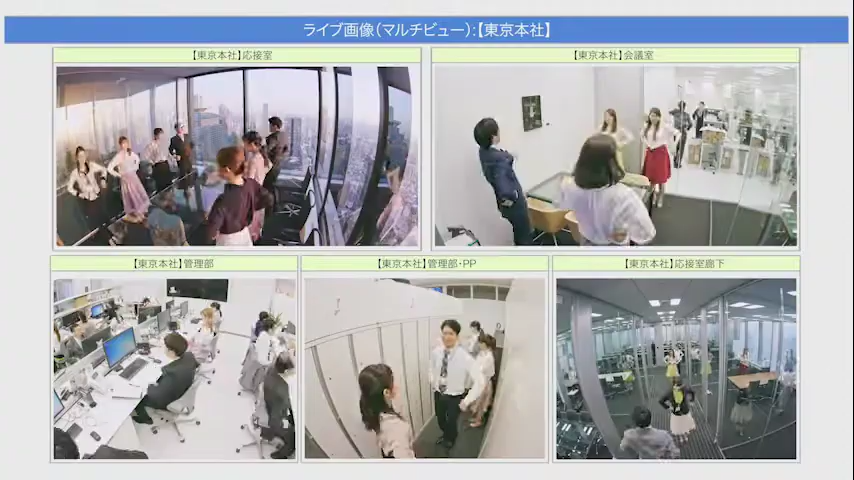 ライブ画像(マルチビュー):【東京本社】
【東京本社】応接室
【東京本社】会議室
【東京本社】管理部
【東京本社】管理部・PP
【東京本社】応接室廊下